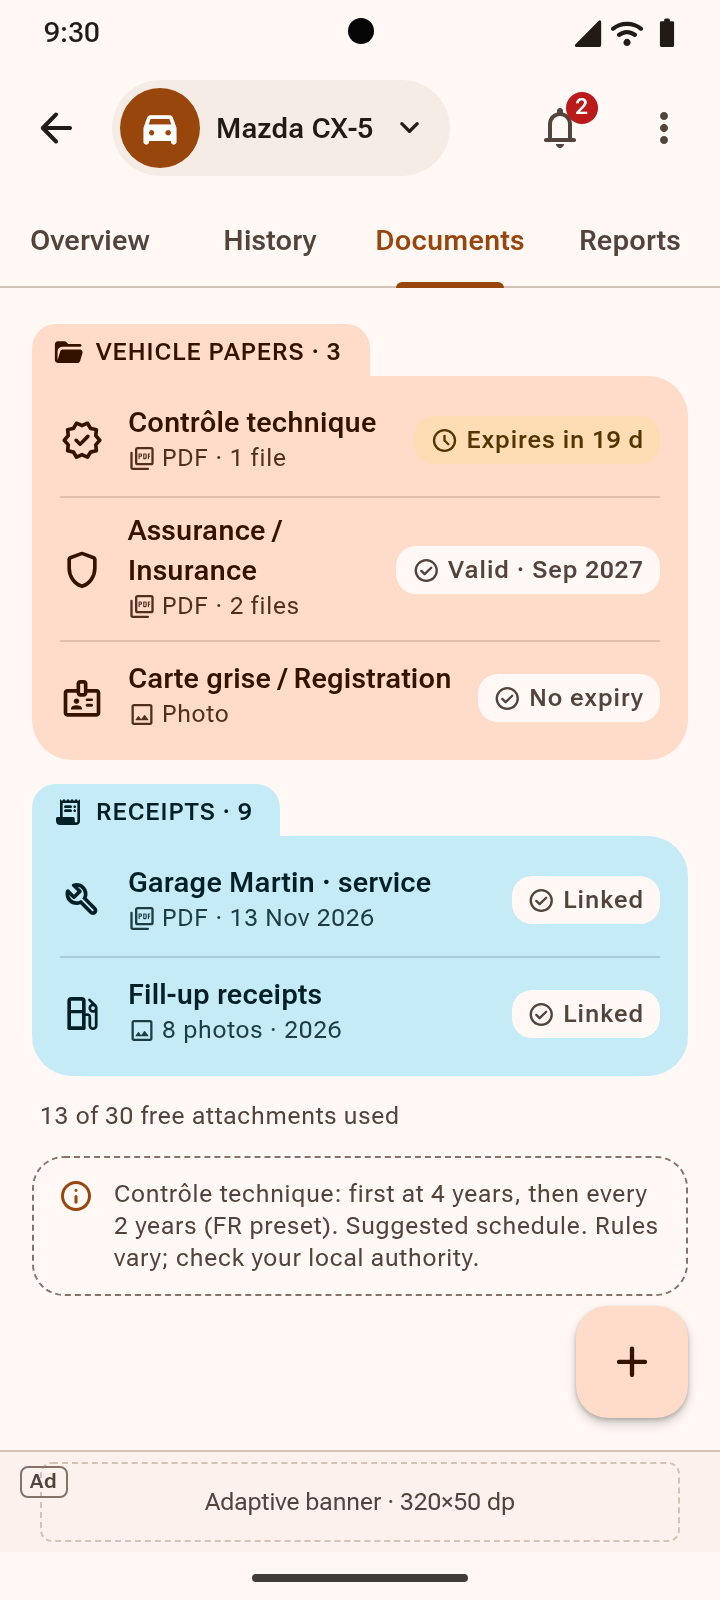 9:30
Mazda CX-5
2
Overview
History
Documents
Reports
VEHICLE PAPERS · 3
Contrôle technique
PDF · 1 file
Expires in 19 d
Assurance /
Insurance
PDF · 2 files
Valid · Sep 2027
Carte grise / Registration
Photo
No expiry
RECEIPTS · 9
Garage Martin · service
PDF · 13 Nov 2026
Linked
Fill-up receipts
8 photos · 2026
Linked
13 of 30 free attachments used
Contrôle technique: first at 4 years, then every
2 years (FR preset). Suggested schedule. Rules
vary; check your local authority.
Ad
Adaptive banner · 320×50 dp